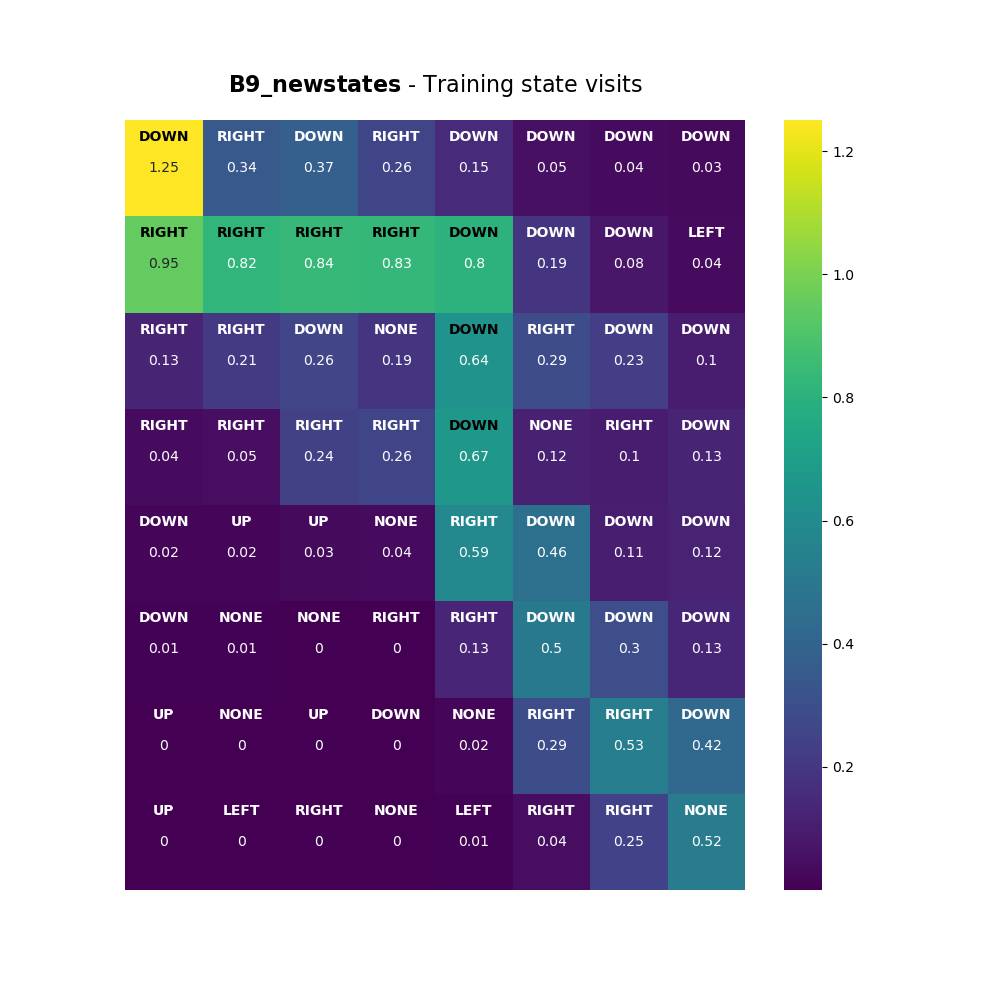 B9_newstates - Training state visits
DOWN RIGHT DOWN RIGHT DOWN DOWN DOWN DOWN
1.25 0.34 0.37 0.26 0.15 0.05 0.04 0.03
RIGHT RIGHT RIGHT RIGHT DOWN DOWN DOWN LEFT
0.95 0.82 0.84 0.83 0.8 0.19 0.08 0.04
RIGHT RIGHT DOWN NONE DOWN RIGHT DOWN DOWN
0.13 0.21 0.26 0.19 0.64 0.29 0.23 0.1
RIGHT RIGHT RIGHT RIGHT DOWN NONE RIGHT DOWN
0.04 0.05 0.24 0.26 0.67 0.12 0.1 0.13
DOWN UP UP NONE RIGHT DOWN DOWN DOWN
0.02 0.02 0.03 0.04 0.59 0.46 0.11 0.12
DOWN NONE NONE RIGHT RIGHT DOWN DOWN DOWN
0.01 0.01 0 0 0.13 0.5 0.3 0.13
UP NONE UP DOWN NONE RIGHT RIGHT DOWN
0 0 0 0 0.02 0.29 0.53 0.42
UP LEFT RIGHT NONE LEFT RIGHT RIGHT NONE
0 0 0 0 0.01 0.04 0.25 0.52
1.2
1.0
0.8
0.6
0.4
0.2